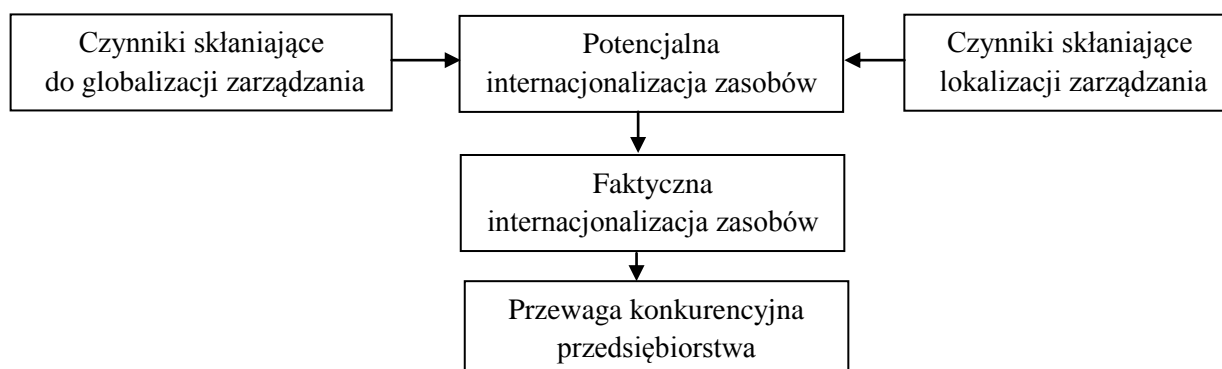 Czynniki skłaniające
do globalizacji zarządzania
Potencjalna
internacjonalizacja zasobów
Czynniki skłaniające
lokalizacji zarządzania
Faktyczna
internacjonalizacja zasobów
Przewaga konkurencyjna
przedsiębiorstwa